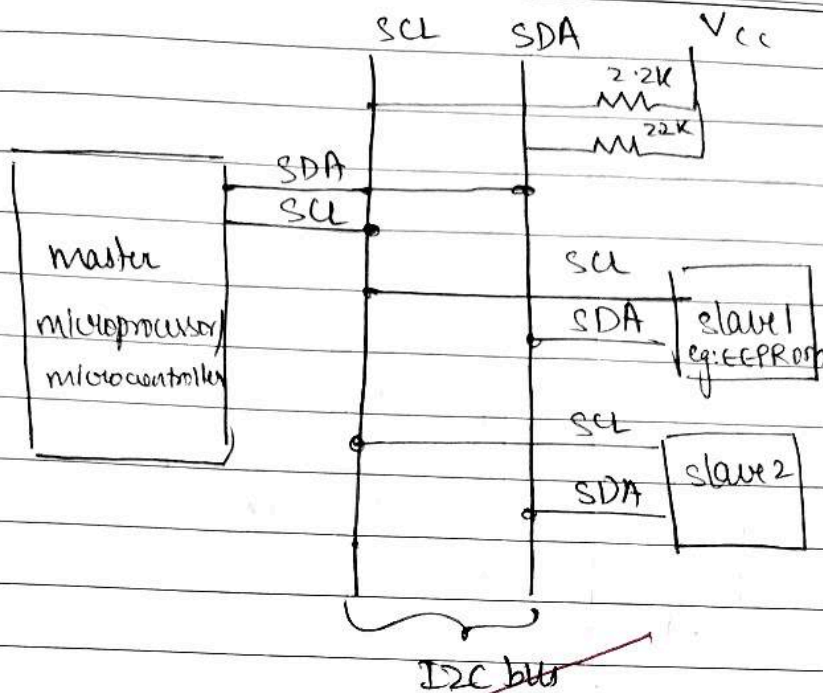 SCL SDA Vcc
2.2K
22K
SDA
SCL
master
microprocessor/
microcontroller
SCL
SDA
slave1
eg: EEPROM
SCL
SDA
slave2
I2C bus